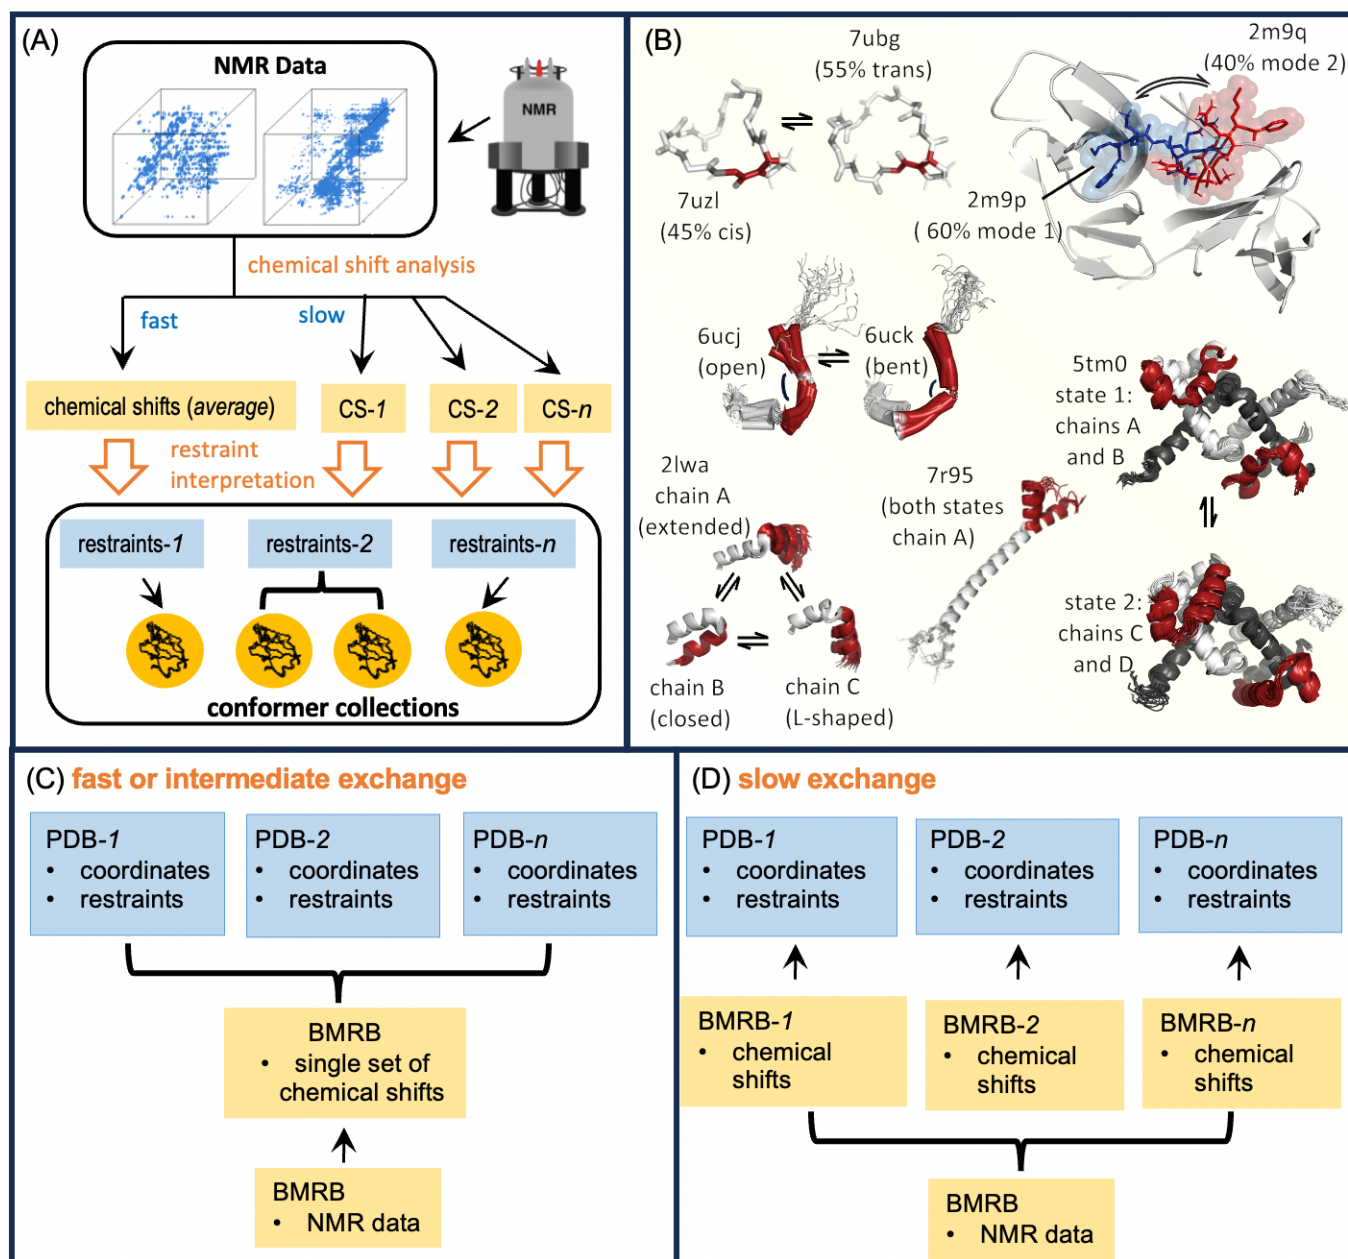 (A)
NMR Data
NMR
chemical shift analysis
fast
slow
chemical shifts (average)
CS-1
CS-2
CS-n
restraint
interpretation
restraints-1
restraints-2
restraints-n
conformer collections
(B)
7ubg
(55% trans)
7uzl
(45% cis)
2m9q
(40% mode 2)
2m9p
( 60% mode 1)
6ucj
(open)
6uck
(bent)
5tm0
state 1:
chains A
and B
2lwa
chain A
(extended)
7r95
(both states
chain A)
chain B
(closed)
chain C
(L-shaped)
state 2:
chains C
and D
(C) fast or intermediate exchange
PDB-1
• coordinates
• restraints
PDB-2
• coordinates
• restraints
PDB-n
• coordinates
• restraints
BMRB
• single set of
chemical shifts
BMRB
• NMR data
(D) slow exchange
PDB-1
• coordinates
• restraints
PDB-2
• coordinates
• restraints
PDB-n
• coordinates
• restraints
BMRB-1
• chemical
shifts
BMRB-2
• chemical
shifts
BMRB-n
• chemical
shifts
BMRB
• NMR data